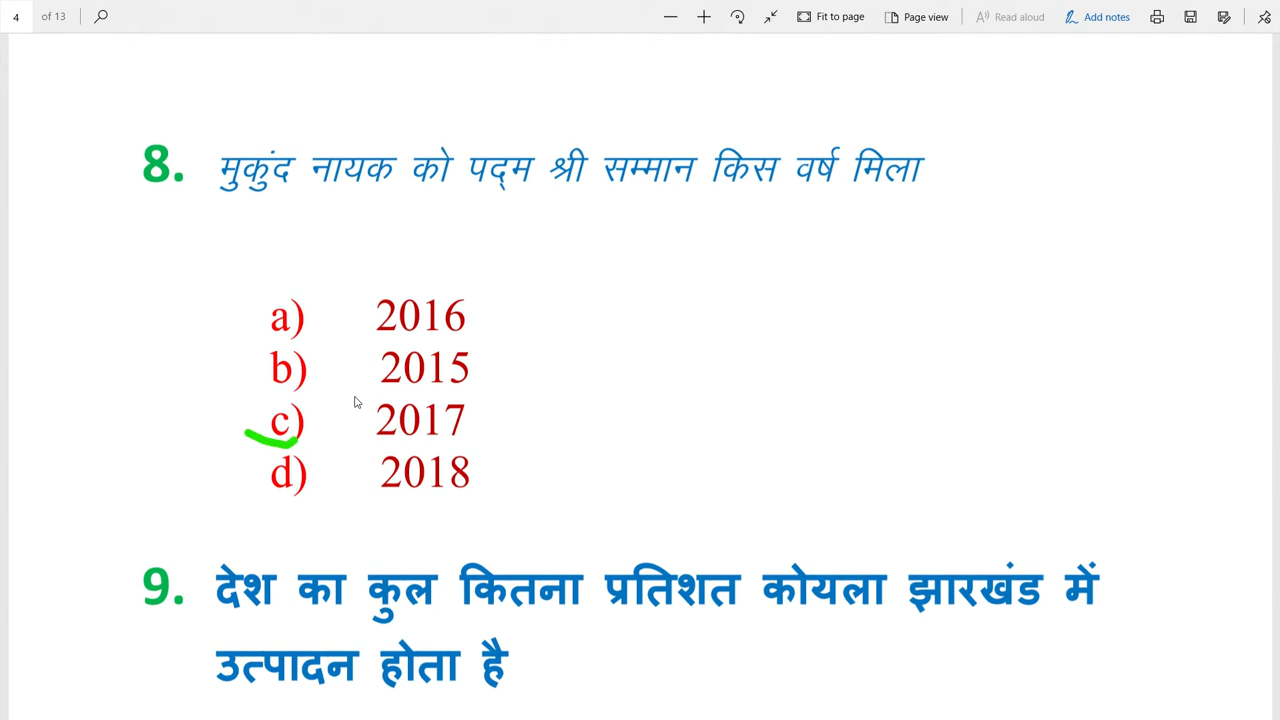 4 of 13 Fit to page Page view Read aloud Add notes
8. मुकुंद नायक को पद्म श्री सम्मान किस वर्ष मिला
a) 2016
b) 2015
c) 2017
d) 2018
9. देश का कुल कितना प्रतिशत कोयला झारखंड में
उत्पादन होता है